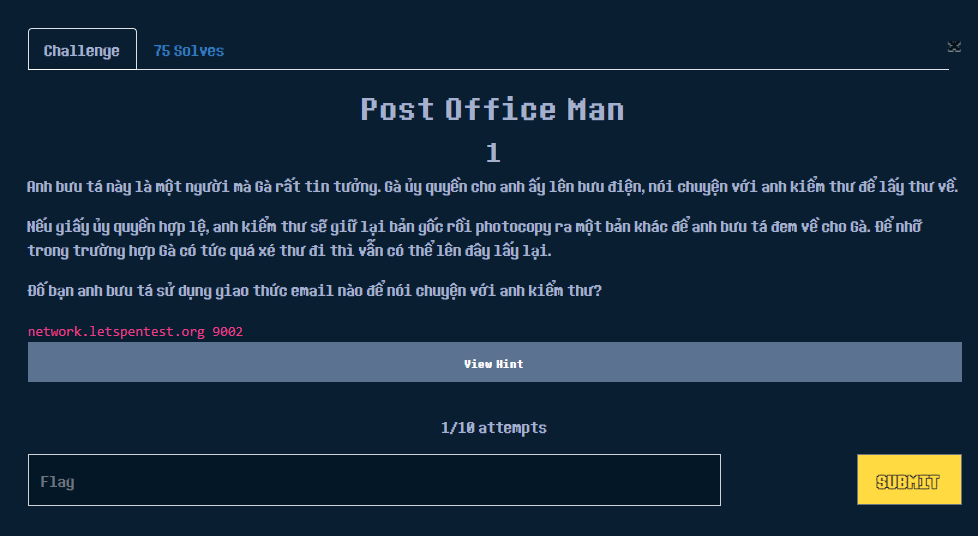 Challenge
75 Solves
Post Office Man
1
Anh bưu tá này là một người mà Gà rất tin tưởng. Gà ủy quyền cho anh ấy lên bưu điện, nói chuyện với anh kiểm thư để lấy thư về.
Nếu giấy ủy quyền hợp lệ, anh kiểm thư sẽ giữ lại bản gốc rồi photocopy ra một bản khác để anh bưu tá đem về cho Gà. Để nhỡ
trong trường hợp Gà có tức quá xé thư đi thì vẫn có thể lên đây lấy lại.
Đố bạn anh bưu tá sử dụng giao thức email nào để nói chuyện với anh kiểm thư?
network.letspentest.org 9002
View Hint
1/10 attempts
Flag
SUBMIT